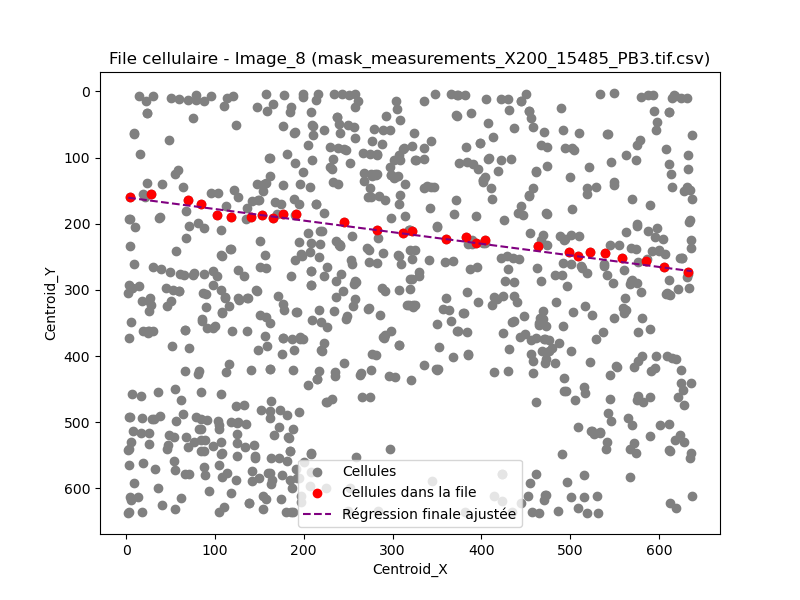 File cellulaire - Image_8 (mask_measurements_X200_15485_PB3.tif.csv)
0
100
200
300
400
500
600
Centroid_Y
Cellules
Cellules dans la file
Régression finale ajustée
0 100 200 300 400 500 600
Centroid_X